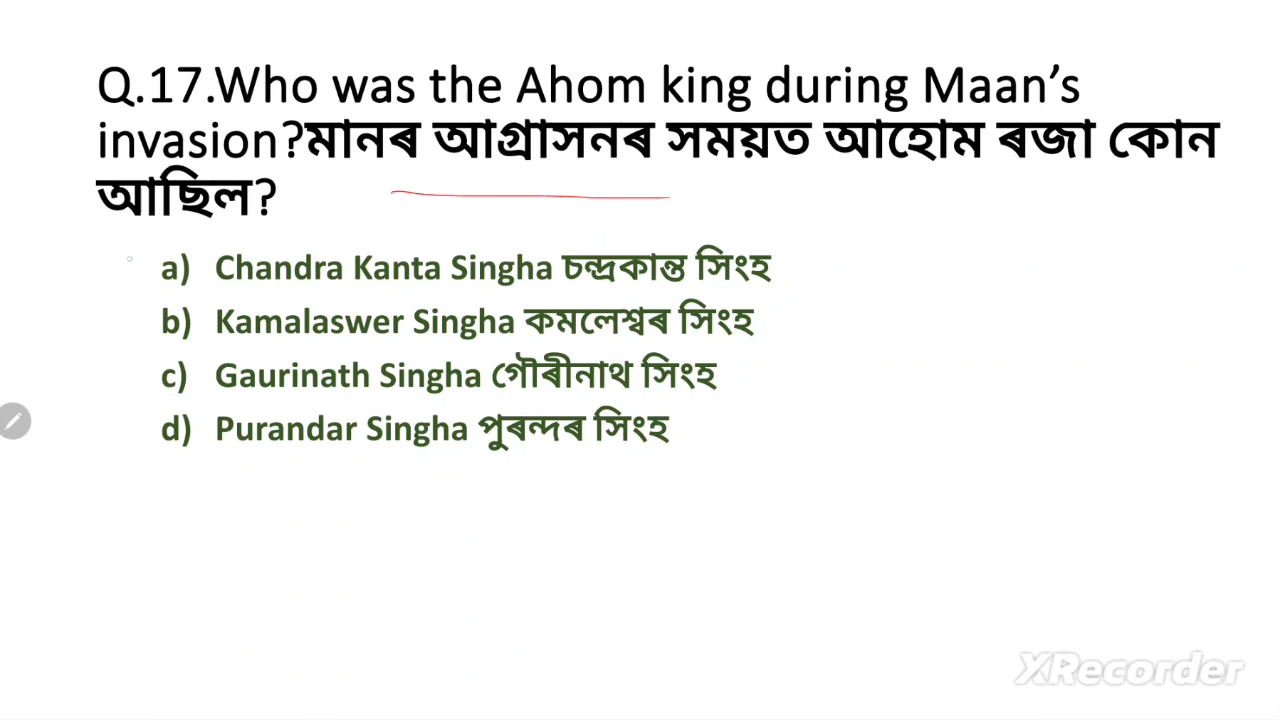 Q.17.Who was the Ahom king during Maan’s
invasion?মানৰ আগ্ৰাসনৰ সময়ত আহোম ৰজা কোন
আছিল?
a) Chandra Kanta Singha চন্দ্ৰকান্ত সিংহ
b) Kamalaswer Singha কমলেশ্বৰ সিংহ
c) Gaurinath Singha গৌৰীনাথ সিংহ
d) Purandar Singha পুৰন্দৰ সিংহ
XRecorder